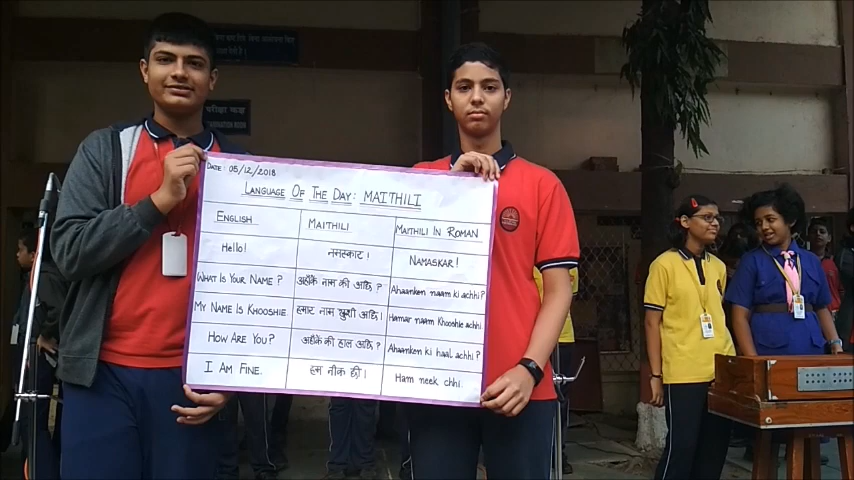 DATE: 05/12/2018
LANGUAGE OF THE DAY: MAITHILI
ENGLISH MAITHILI MAITHILI IN ROMAN
Hello! नमस्कार! NAMASKAR!
WHAT IS YOUR NAME? अहाँके नाम की अछि? Ahaanken naam ki achhi?
MY NAME IS KHOOSHIE हमार नाम खुशी अछि। Hamar naam Khooshie achhi
HOW ARE YOU? अहाँके की हाल अछि? Ahaanken ki haal achhi?
I AM FINE. हम नीक छी। Ham neek chhi.
परीक्षा कक्ष
ROOM